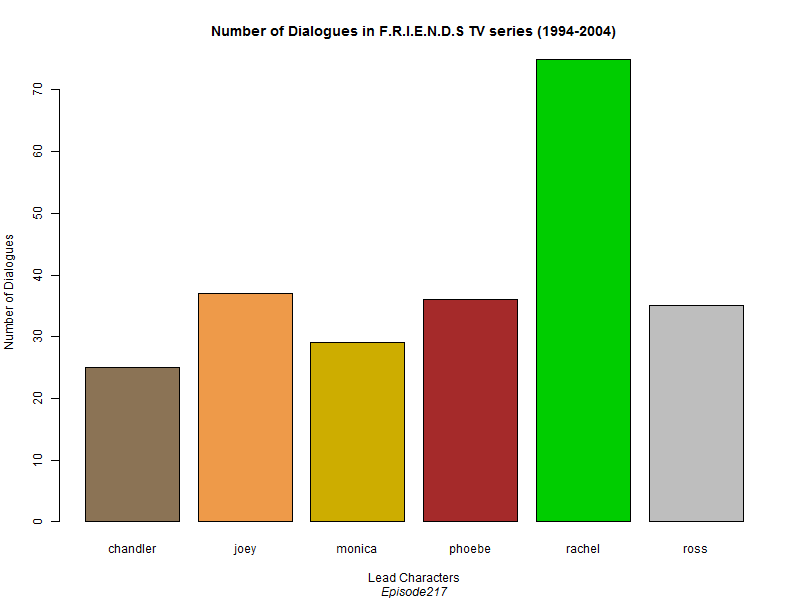 Number of Dialogues in F.R.I.E.N.D.S TV series (1994-2004)
Number of Dialogues
70
60
50
40
30
20
10
0
chandler joey monica phoebe rachel ross
Lead Characters
Episode217